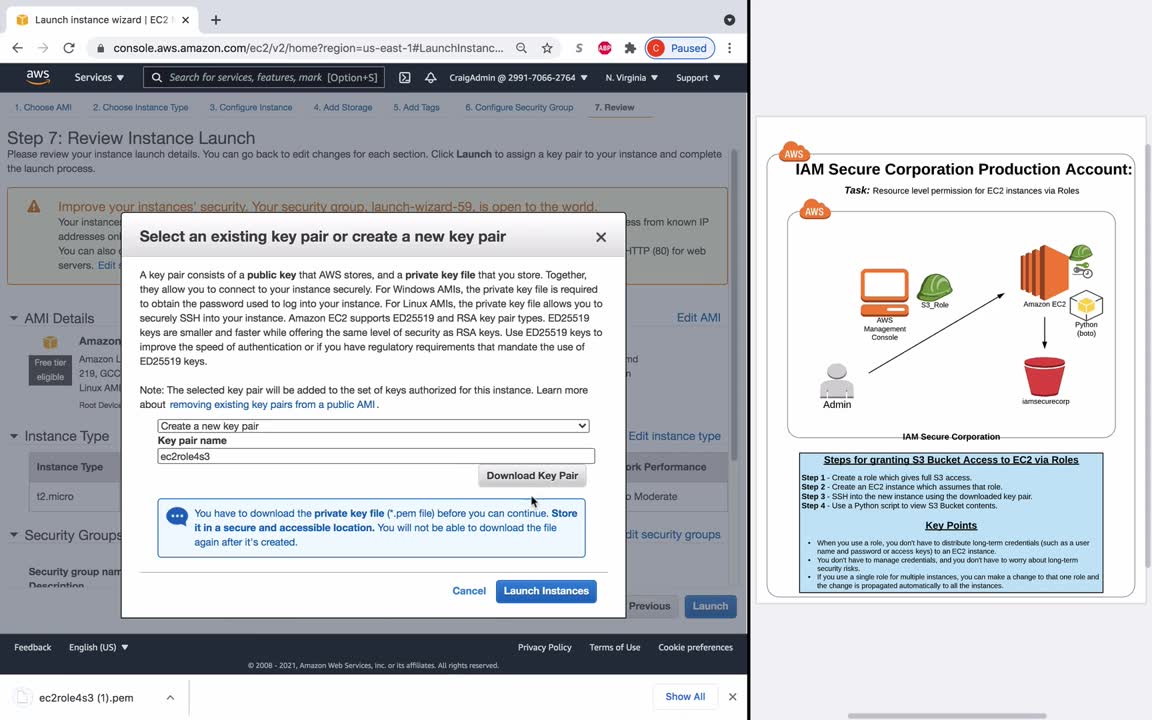 Launch instance wizard | EC2
console.aws.amazon.com/ec2/v2/home?region=us-east-1#LaunchInstanc...
S
ABP
C Paused
aws
Services
Search for services, features, mark [Option+S]
CraigAdmin @ 2991-7066-2764
N. Virginia
Support
1. Choose AMI
2. Choose Instance Type
3. Configure Instance
4. Add Storage
5. Add Tags
6. Configure Security Group
7. Review
Step 7: Review Instance Launch
Please review your instance launch details. You can go back to edit changes for each section. Click Launch to assign a key pair to your instance and complete
the launch process.
Improve your instances' security. Your security group, launch-wizard-59, is open to the world.
Your instances
ess from known IP
addresses onl
You can also
HTTP (80) for web
servers. Edit s
AMI Details
Edit AMI
Amazon
Free tier
eligible
Amazon L
219, GCC
Linux AMI
Root Device
md
on
Instance Type
Edit instance type
Instance Type
ork Performance
t2.micro
o Moderate
Security Groups
dit security groups
Security group nam
Description
Previous
Launch
Select an existing key pair or create a new key pair
A key pair consists of a public key that AWS stores, and a private key file that you store. Together,
they allow you to connect to your instance securely. For Windows AMIs, the private key file is required
to obtain the password used to log into your instance. For Linux AMIs, the private key file allows you to
securely SSH into your instance. Amazon EC2 supports ED25519 and RSA key pair types. ED25519
keys are smaller and faster while offering the same level of security as RSA keys. Use ED25519 keys to
improve the speed of authentication or if you have regulatory requirements that mandate the use of
ED25519 keys.
Note: The selected key pair will be added to the set of keys authorized for this instance. Learn more
about removing existing key pairs from a public AMI .
Create a new key pair
Key pair name
ec2role4s3
Download Key Pair
You have to download the private key file (*.pem file) before you can continue. Store
it in a secure and accessible location. You will not be able to download the file
again after it's created.
Cancel
Launch Instances
Feedback
English (US)
Privacy Policy
Terms of Use
Cookie preferences
© 2008 - 2021, Amazon Web Services, Inc. or its affiliates. All rights reserved.
ec2role4s3 (1).pem
Show All
AWS
IAM Secure Corporation Production Account:
Task: Resource level permission for EC2 instances via Roles
AWS
S3_Role
AWS
Management
Console
Amazon EC2
Python
(boto)
Admin
iamsecurecorp
IAM Secure Corporation
Steps for granting S3 Bucket Access to EC2 via Roles
Step 1 - Create a role which gives full S3 access.
Step 2 - Create an EC2 instance which assumes that role.
Step 3 - SSH into the new instance using the downloaded key pair.
Step 4 - Use a Python script to view S3 Bucket contents.
Key Points
• When you use a role, you don't have to distribute long-term credentials (such as a user
name and password or access keys) to an EC2 instance.
• You don't have to manage credentials, and you don't have to worry about long-term
security risks.
• If you use a single role for multiple instances, you can make a change to that one role and
the change is propagated automatically to all the instances.